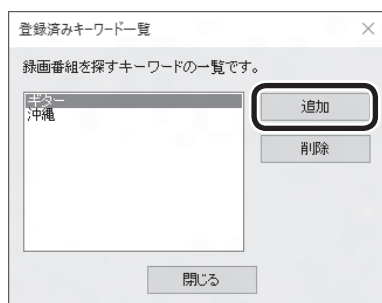 登録済みキーワード一覧
録画番組を探すキーワードの一覧です。
ギター
沖縄
追加
削除
閉じる